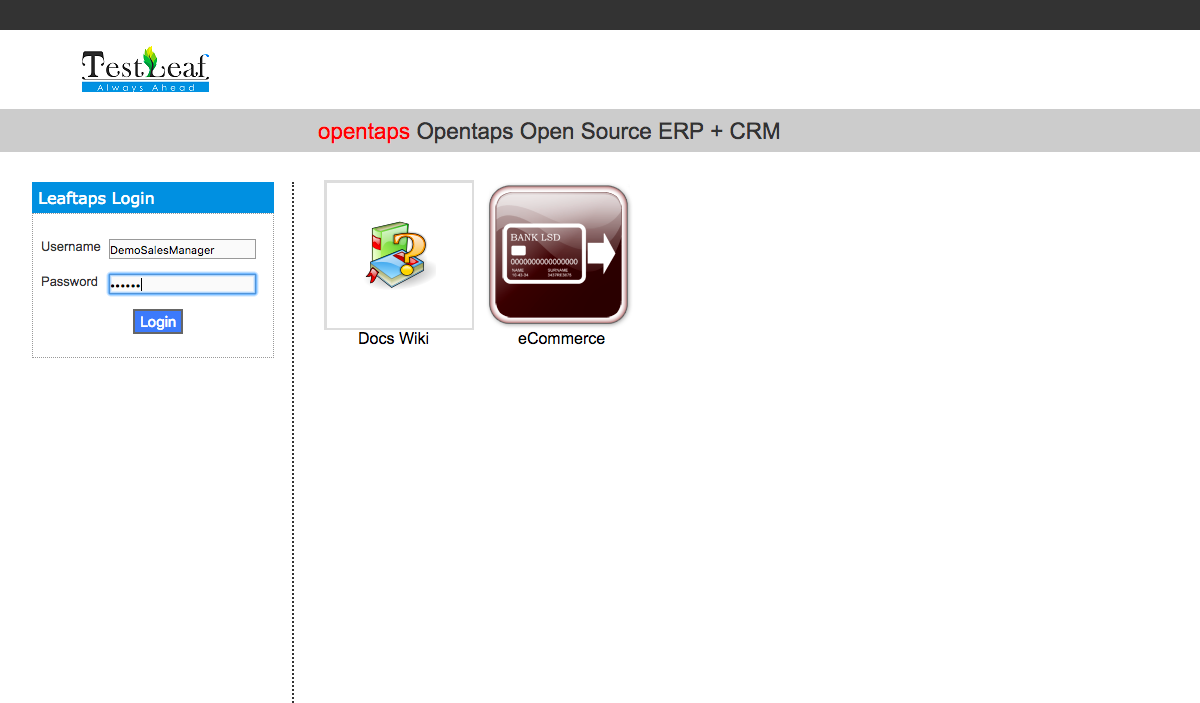 TestLeaf
Always Ahead
opentaps Opentaps Open Source ERP + CRM
Leaftaps Login
Username DemoSalesManager
Password ••••••
Login
BANK LSD
0000000000000000
NAME SURNAME
Docs Wiki
eCommerce